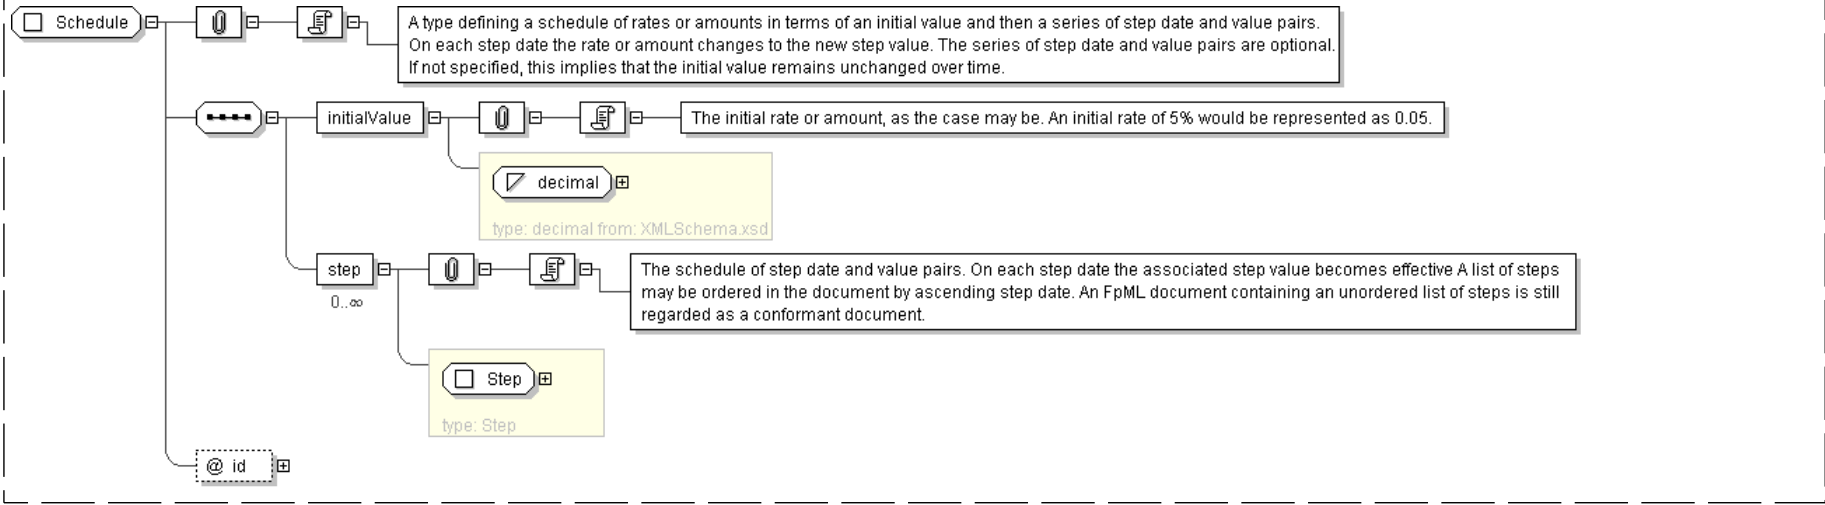 Schedule
A type defining a schedule of rates or amounts in terms of an initial value and then a series of step date and value pairs.
On each step date the rate or amount changes to the new step value. The series of step date and value pairs are optional.
If not specified, this implies that the initial value remains unchanged over time.
initialValue
The initial rate or amount, as the case may be. An initial rate of 5% would be represented as 0.05.
decimal
type: decimal from: XMLSchema.xsd
step
0..∞
The schedule of step date and value pairs. On each step date the associated step value becomes effective A list of steps
may be ordered in the document by ascending step date. An FpML document containing an unordered list of steps is still
regarded as a conformant document.
Step
type: Step
@ id